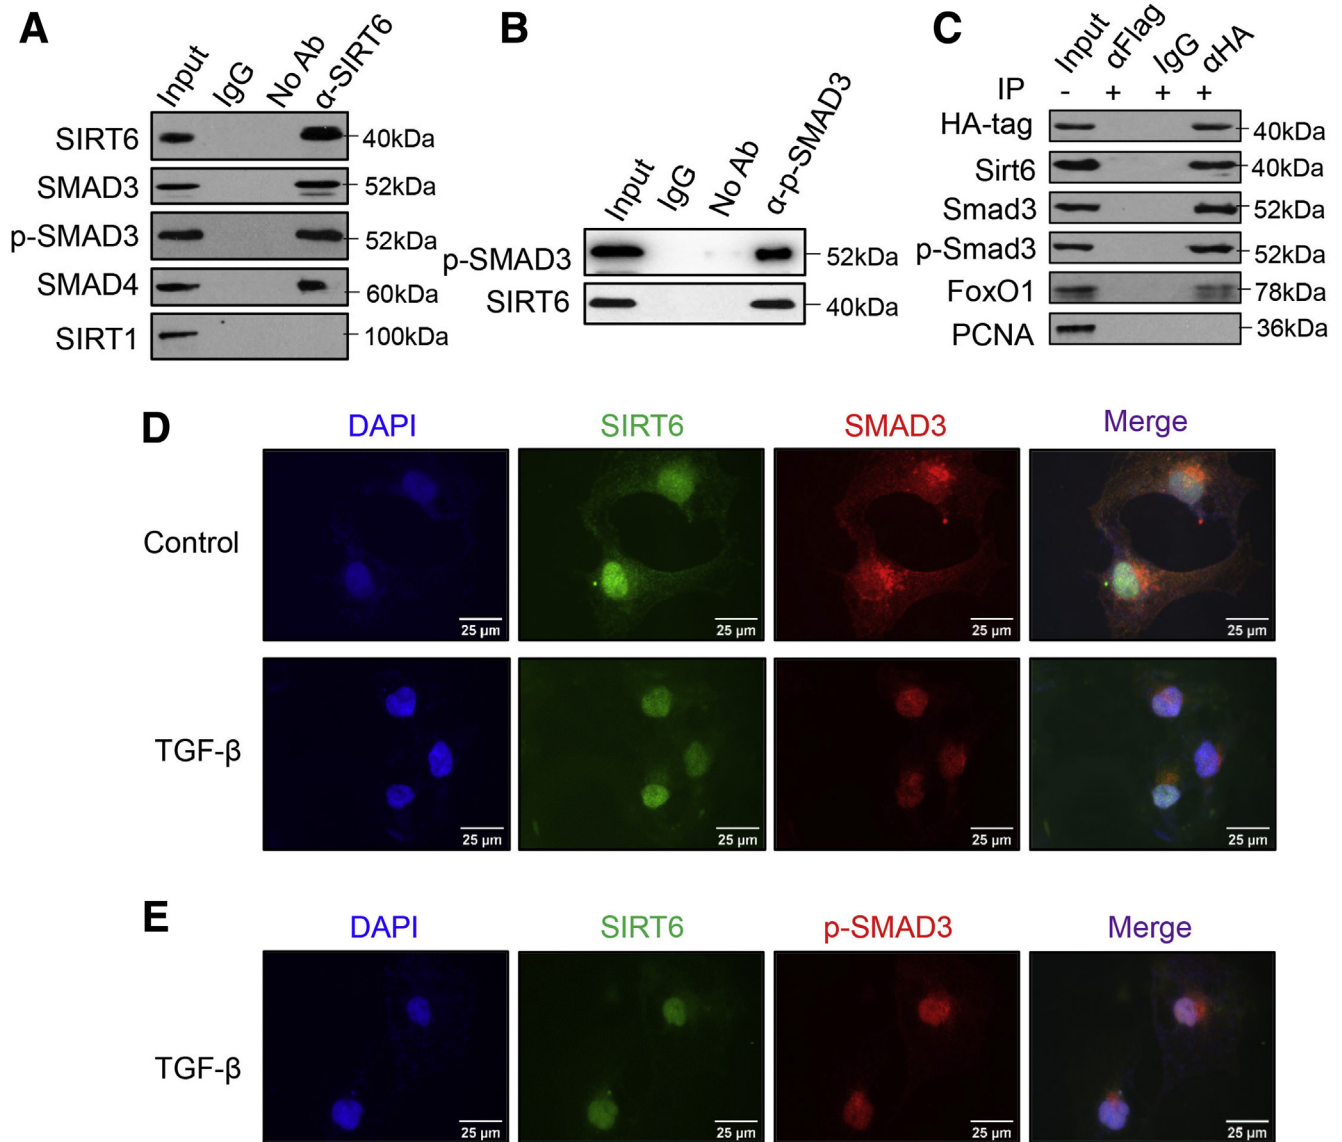 A
Input IgG No Ab α-SIRT6
SIRT6 40kDa
SMAD3 52kDa
p-SMAD3 52kDa
SMAD4 60kDa
SIRT1 100kDa
B
Input IgG No Ab α-p-SMAD3
p-SMAD3 52kDa
SIRT6 40kDa
C
Input αFlag IgG αHA
IP - + + +
HA-tag 40kDa
Sirt6 40kDa
Smad3 52kDa
p-Smad3 52kDa
FoxO1 78kDa
PCNA 36kDa
D
DAPI SIRT6 SMAD3 Merge
Control
25 µm 25 µm 25 µm 25 µm
TGF-β
25 µm 25 µm 25 µm 25 µm
E
DAPI SIRT6 p-SMAD3 Merge
TGF-β
25 µm 25 µm 25 µm 25 µm